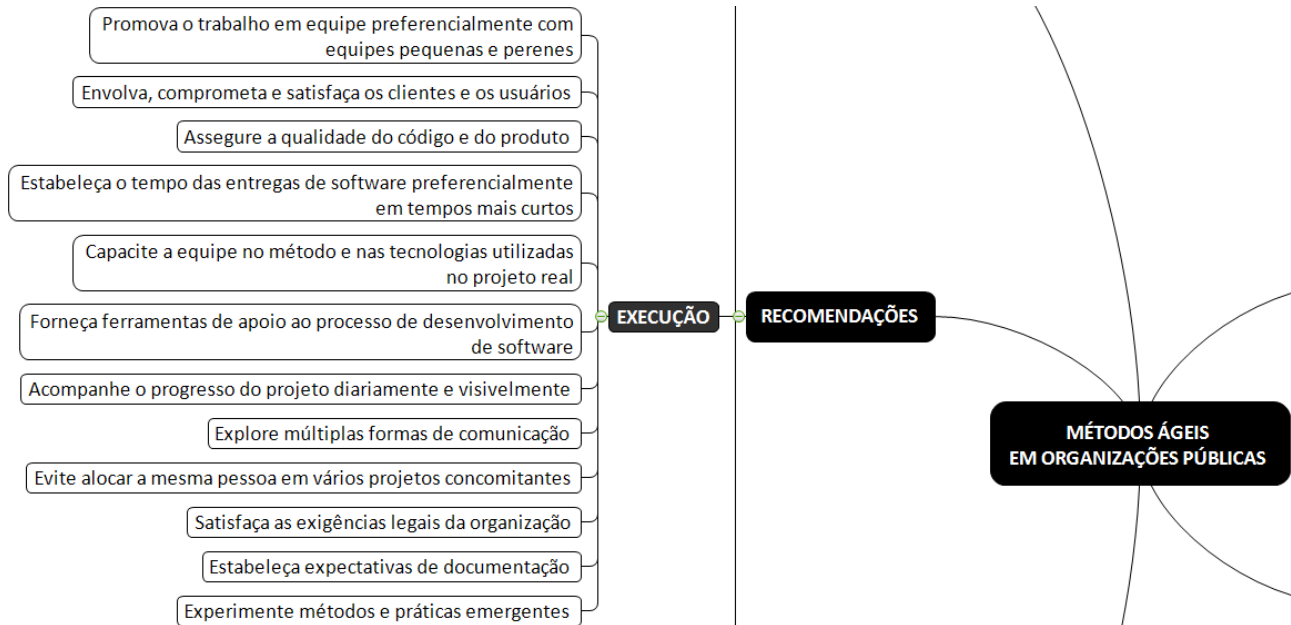 Promova o trabalho em equipe preferencialmente com
equipes pequenas e perenes
Envolva, comprometa e satisfaça os clientes e os usuários
Assegure a qualidade do código e do produto
Estabeleça o tempo das entregas de software preferencialmente
em tempos mais curtos
Capacite a equipe no método e nas tecnologias utilizadas
no projeto real
Forneça ferramentas de apoio ao processo de desenvolvimento
de software
Acompanhe o progresso do projeto diariamente e visivelmente
Explore múltiplas formas de comunicação
Evite alocar a mesma pessoa em vários projetos concomitantes
Satisfaça as exigências legais da organização
Estabeleça expectativas de documentação
Experimente métodos e práticas emergentes
EXECUÇÃO
RECOMENDAÇÕES
MÉTODOS ÁGEIS
EM ORGANIZAÇÕES PÚBLICAS